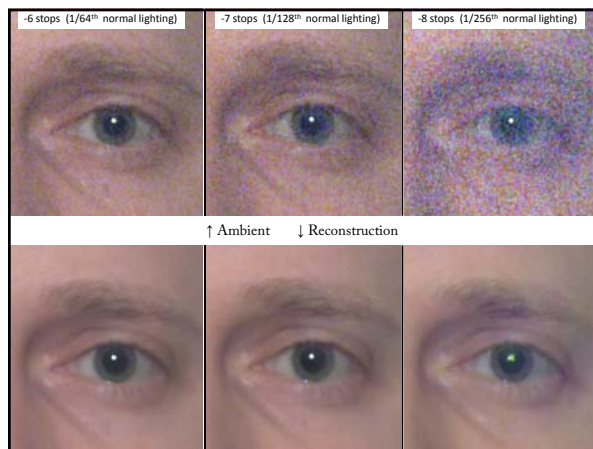 -6 stops (1/64th normal lighting)
-7 stops (1/128th normal lighting)
-8 stops (1/256th normal lighting)
↑ Ambient ↓ Reconstruction